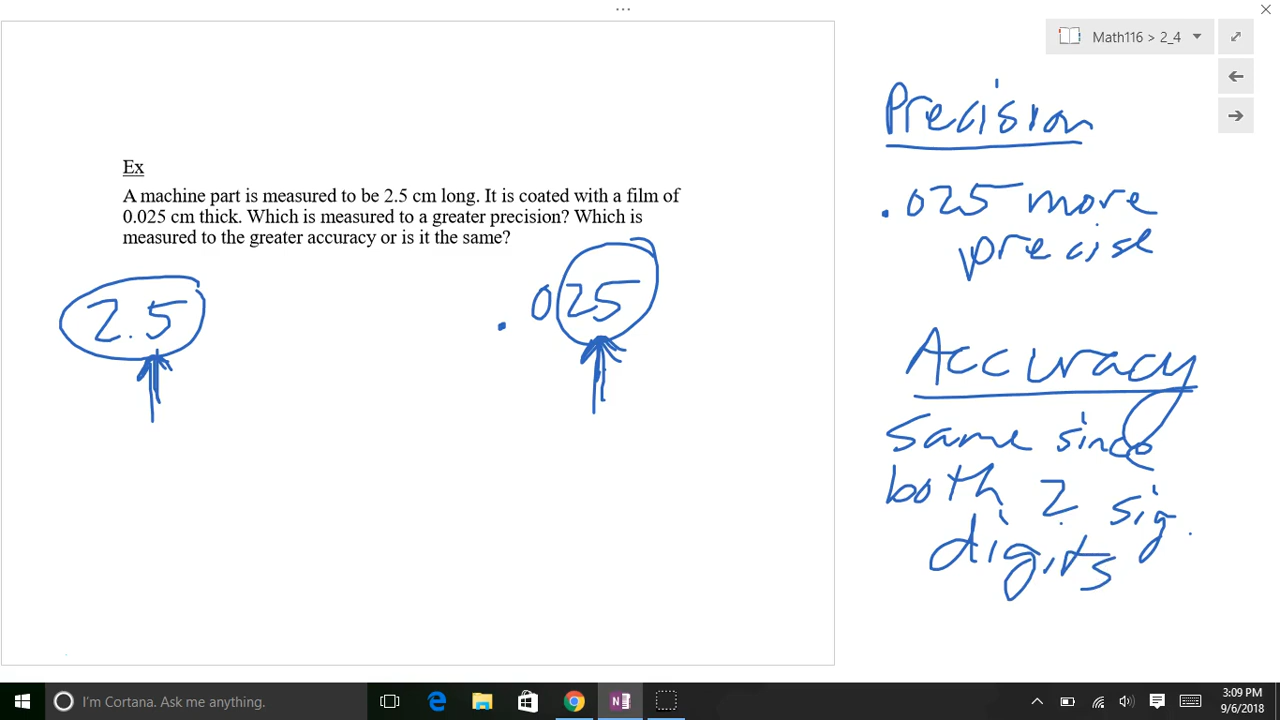 Math116 > 2_4
Ex
A machine part is measured to be 2.5 cm long. It is coated with a film of
0.025 cm thick. Which is measured to a greater precision? Which is
measured to the greater accuracy or is it the same?
2.5
.025
Precision
.025 more
precise
Accuracy
same since
both 2 sig.
digits
I'm Cortana. Ask me anything.
3:09 PM
9/6/2018